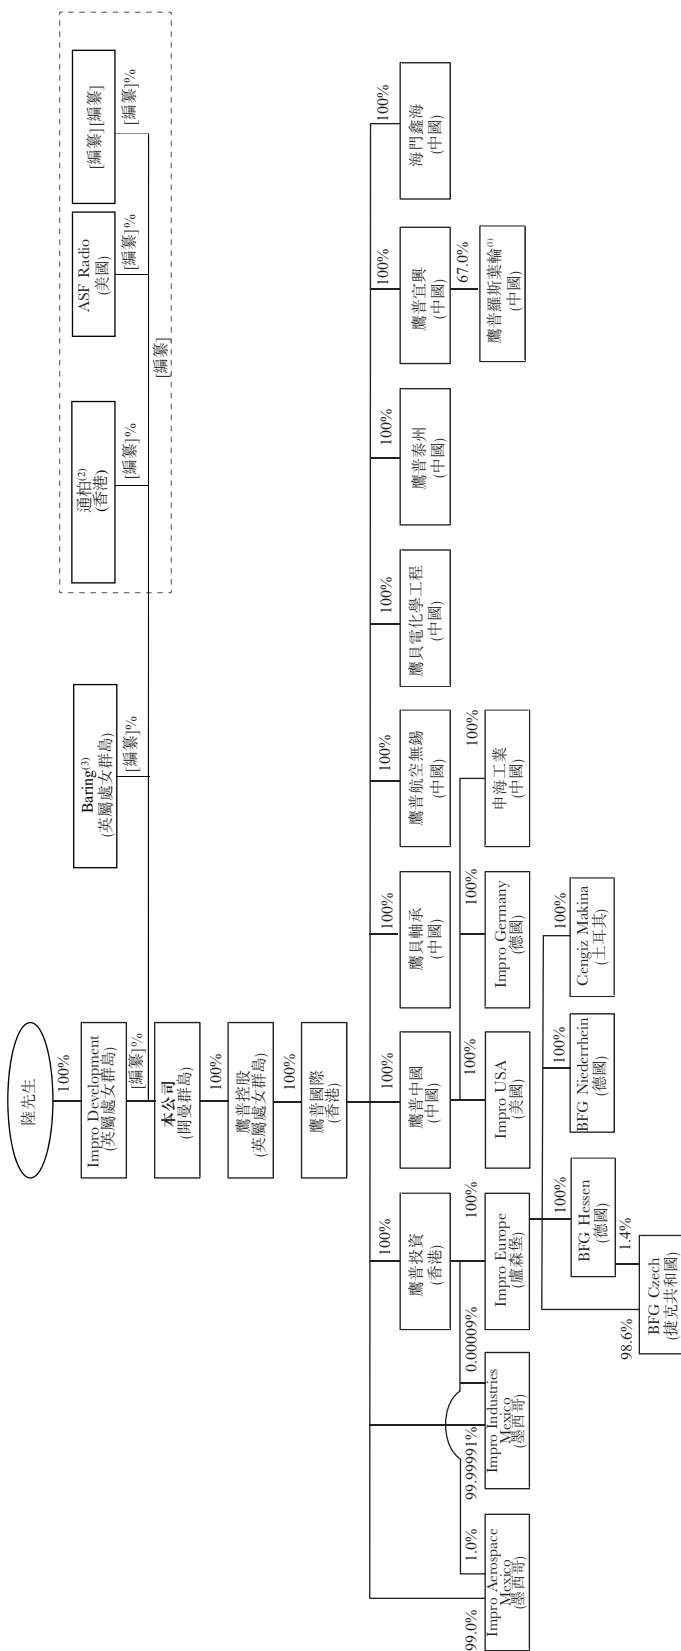 陸先生
100%
Impro Development
(英屬處女群島)
[編纂]%
Baring(3)
(英屬處女群島)
[編纂]%
通柏(2)
(香港)
[編纂]%
ASF Radio
(美國)
[編纂]%
[編纂][編纂]
[編纂]%
[編纂]
本公司
(開曼群島)
100%
鷹普控股
(英屬處女群島)
100%
鷹普國際
(香港)
100%
鷹普投資
(香港)
100%
鷹普中國
(中國)
100%
鷹貝軸承
(中國)
100%
鷹普航空無錫
(中國)
100%
鷹貝電化學工程
(中國)
100%
鷹普泰州
(中國)
100%
鷹普宜興
(中國)
100%
海門鑫海
(中國)
67.0%
鷹普羅斯葉輪(1)
(中國)
99.0%
1.0%
Impro Aerospace
Mexico
(墨西哥)
99.99991%
0.00009%
Impro Industries
Mexico
(墨西哥)
100%
Impro Europe
(盧森堡)
100%
Impro USA
(美國)
100%
Impro Germany
(德國)
100%
申海工業
(中國)
98.6%
100%
BFG Hessen
(德國)
100%
BFG Niederrhein
(德國)
100%
Cengiz Makina
(土耳其)
1.4%
BFG Czech
(捷克共和國)